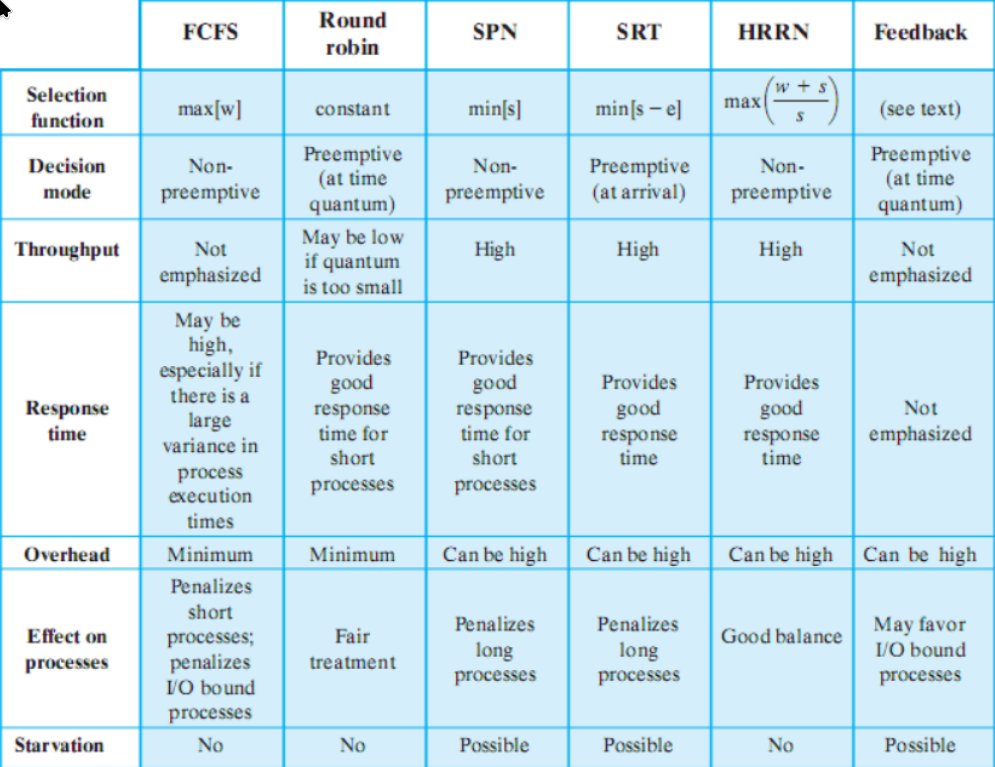 FCFS
Round
robin
SPN
SRT
HRRN
Feedback
Selection
function
max[w]
constant
min[s]
min[s – e]
max(w + s / s)
(see text)
Decision
mode
Non-
preemptive
Preemptive
(at time
quantum)
Non-
preemptive
Preemptive
(at arrival)
Non-
preemptive
Preemptive
(at time
quantum)
Throughput
Not
emphasized
May be low
if quantum
is too small
High
High
High
Not
emphasized
Response
time
May be
high,
especially if
there is a
large
variance in
process
execution
times
Provides
good
response
time for
short
processes
Provides
good
response
time for
short
processes
Provides
good
response
time
Provides
good
response
time
Not
emphasized
Overhead
Minimum
Minimum
Can be high
Can be high
Can be high
Can be high
Effect on
processes
Penalizes
short
processes;
penalizes
I/O bound
processes
Fair
treatment
Penalizes
long
processes
Penalizes
long
processes
Good balance
May favor
I/O bound
processes
Starvation
No
No
Possible
Possible
No
Possible